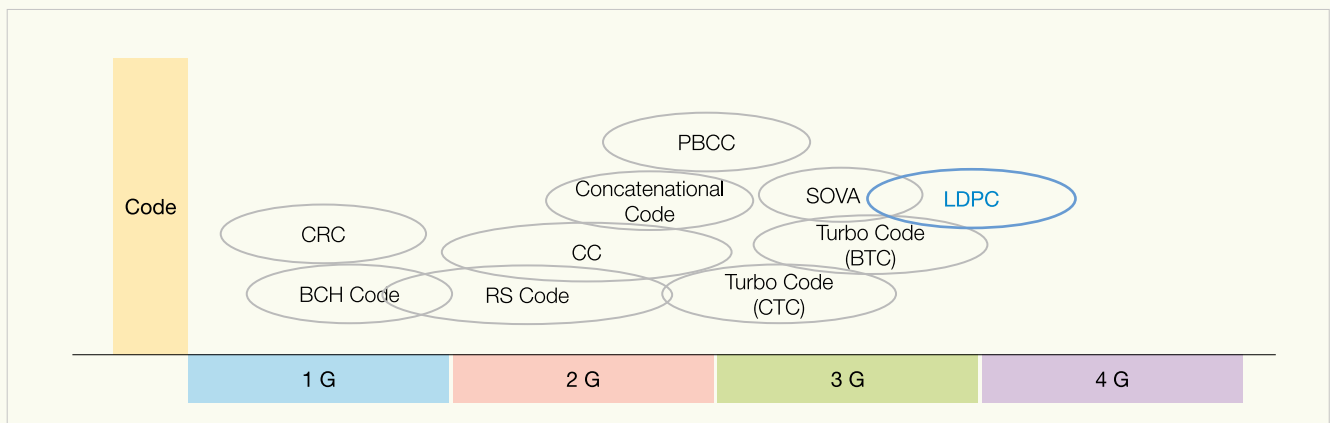 PBCC
Concatenational
Code
SOVA
LDPC
Code
CRC
CC
Turbo Code
(BTC)
BCH Code
RS Code
Turbo Code
(CTC)
1 G
2 G
3 G
4 G